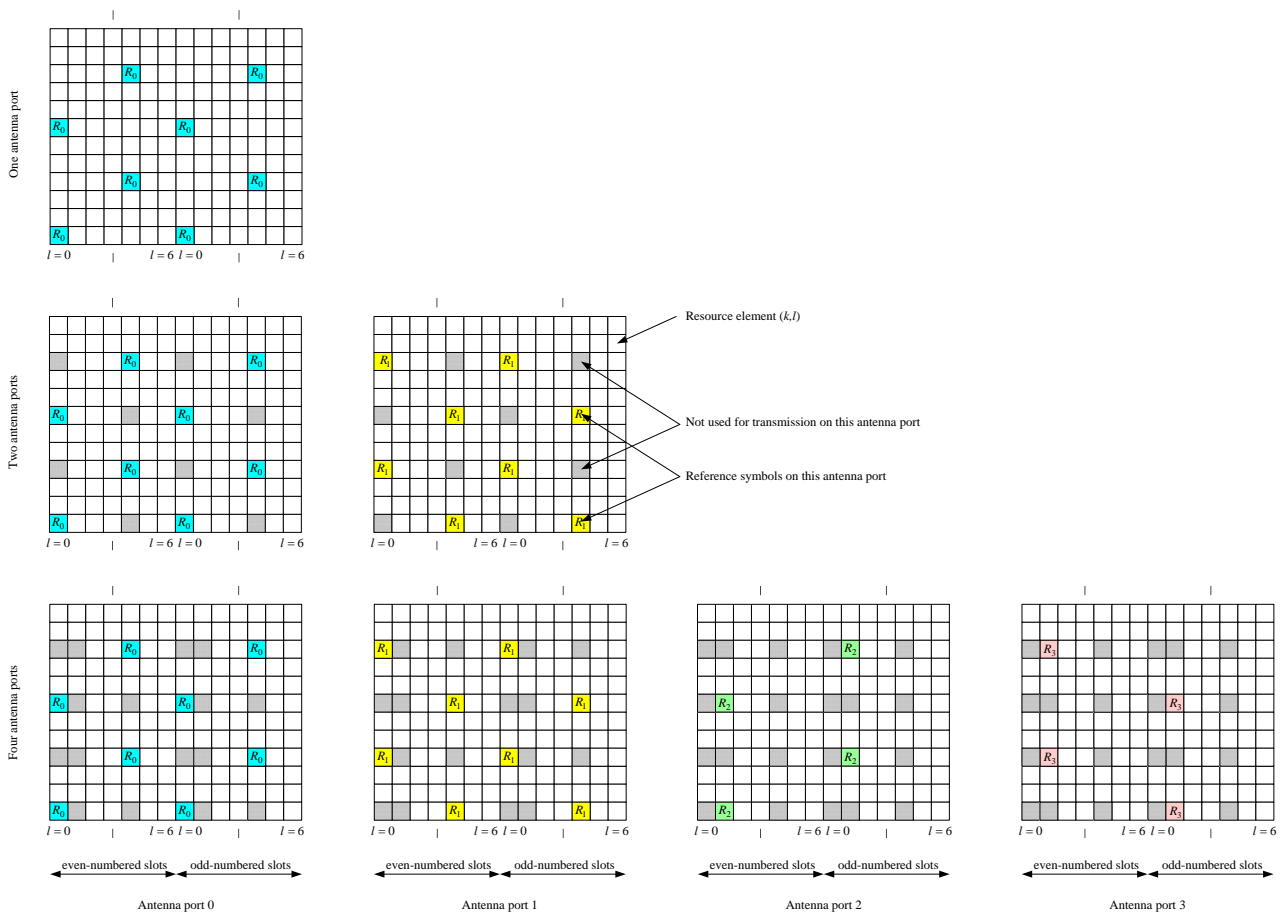 One antenna port
R0 R0
R0 R0
R0 R0
R0 R0
l = 0 l = 6 l = 0 l = 6
Two antenna ports
Resource element (k,l)
R0 R0 R1 R1
R0 R0 R1 R1
Not used for transmission on this antenna port
R0 R0 R1 R1
Reference symbols on this antenna port
R0 R0 R1 R1
l = 0 l = 6 l = 0 l = 6 l = 0 l = 6 l = 0 l = 6
Four antenna ports
R0 R0 R1 R1 R2 R3
R0 R0 R1 R1 R2 R3
R0 R0 R1 R1 R2 R3
R0 R0 R1 R1 R2 R3
l = 0 l = 6 l = 0 l = 6 l = 0 l = 6 l = 0 l = 6 l = 0 l = 6 l = 0 l = 6 l = 0 l = 6 l = 0 l = 6
even-numbered slots odd-numbered slots even-numbered slots odd-numbered slots even-numbered slots odd-numbered slots even-numbered slots odd-numbered slots
Antenna port 0 Antenna port 1 Antenna port 2 Antenna port 3